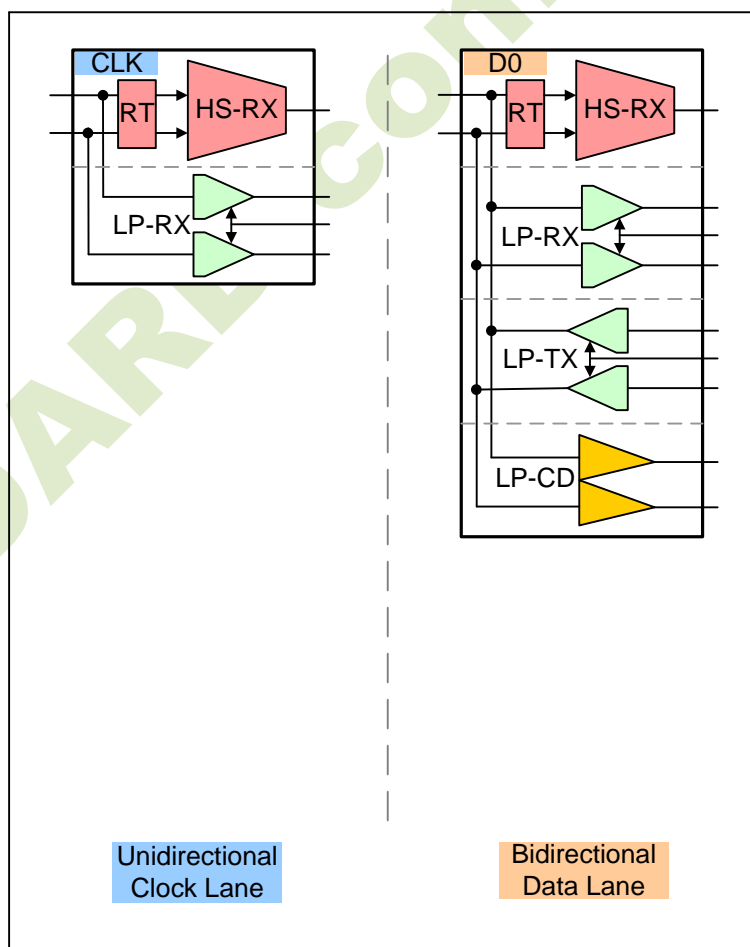 CLK
RT
HS-RX
LP-RX
D0
RT
HS-RX
LP-RX
LP-TX
LP-CD
Unidirectional
Clock Lane
Bidirectional
Data Lane